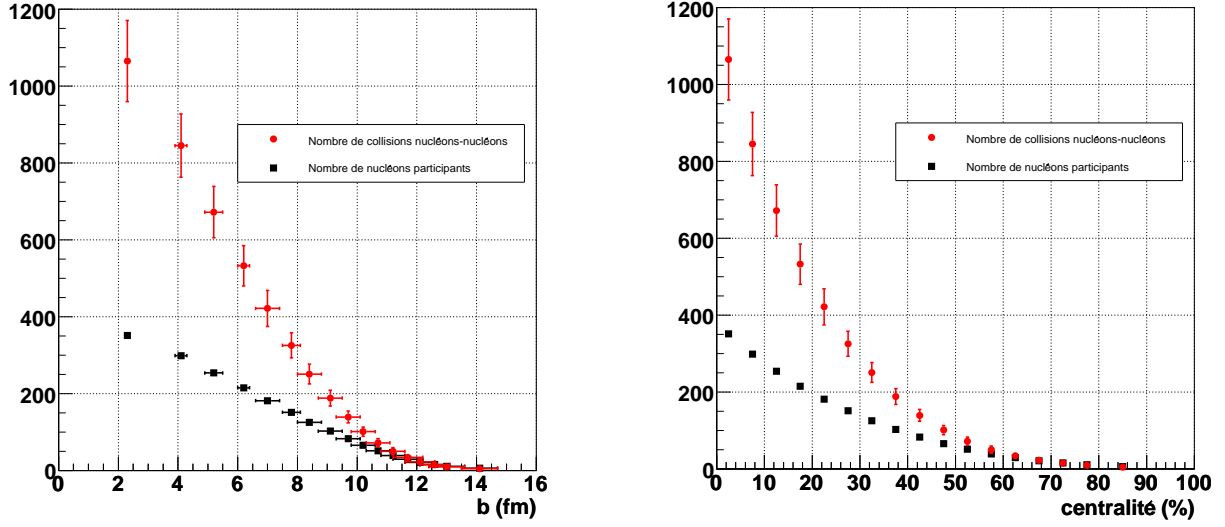 1200
1000
800
600
400
200
0
Nombre de collisions nucléons-nucléons
Nombre de nucléons participants
0 2 4 6 8 10 12 14 16
b (fm)
1200
1000
800
600
400
200
0
Nombre de collisions nucléons-nucléons
Nombre de nucléons participants
0 10 20 30 40 50 60 70 80 90 100
centralité (%)